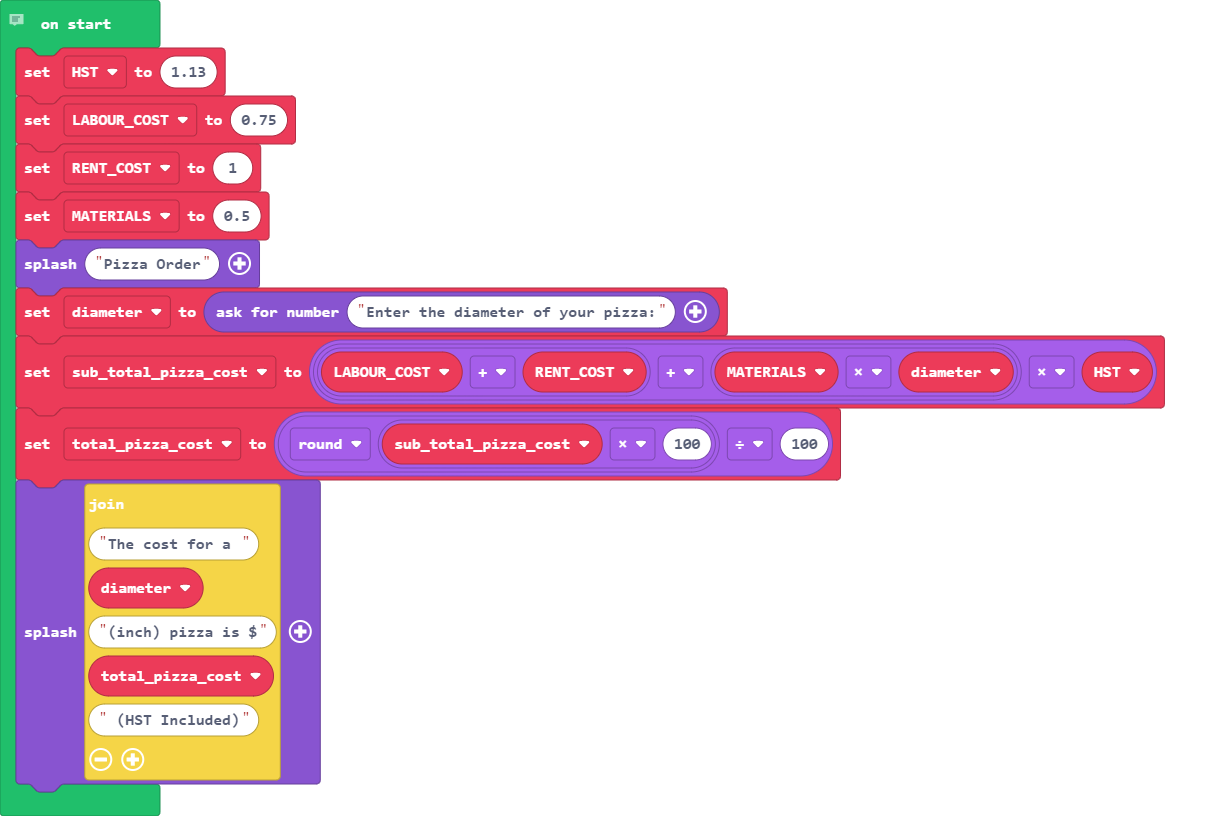 on start
set HST to 1.13
set LABOUR_COST to 0.75
set RENT_COST to 1
set MATERIALS to 0.5
splash "Pizza Order"
set diameter to ask for number "Enter the diameter of your pizza:"
set sub_total_pizza_cost to LABOUR_COST + RENT_COST + MATERIALS × diameter × HST
set total_pizza_cost to round sub_total_pizza_cost × 100 ÷ 100
join
"The cost for a "
diameter
splash "(inch) pizza is $"
total_pizza_cost
" (HST Included)"